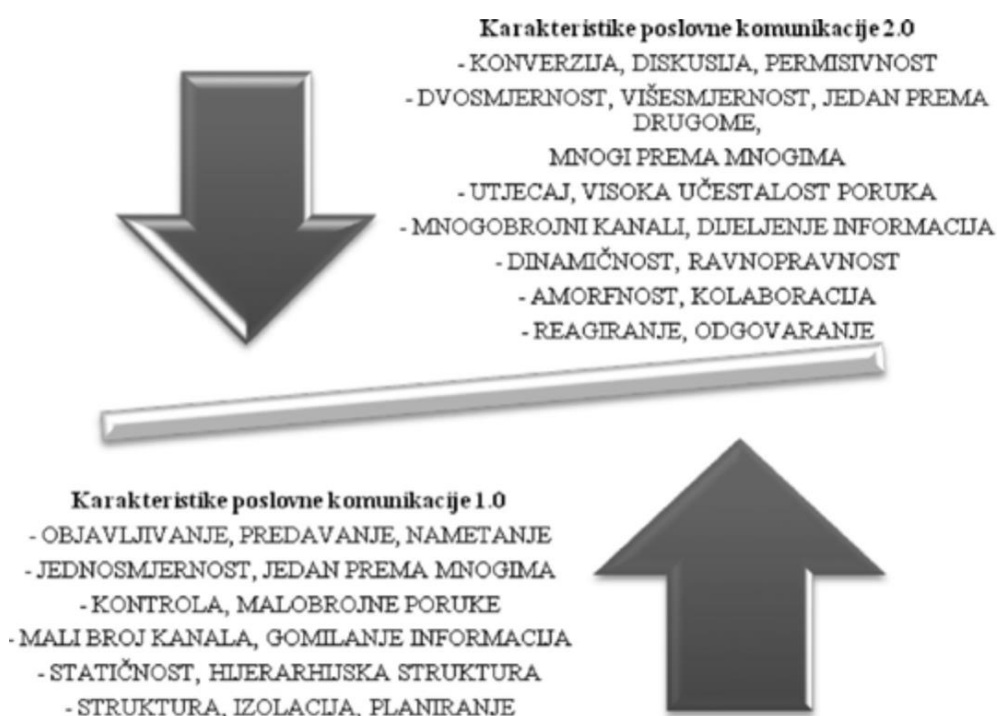 Karakteristike poslovne komunikacije 2.0
- KONVERZIJA, DISKUSIJA, PERMISIVNOST
- DVOSMJERNOST, VIŠESMJERNOST, JEDAN PREMA
DRUGOME,
MNOGI PREMA MNOGIMA
- UTJECAJ, VISOKA UČESTALOST PORUKA
- MNOGOBROJNI KANALI, DIJELJENJE INFORMACIJA
- DINAMIČNOST, RAVNOPRAVNOST
- AMORFNOST, KOLABORACIJA
- REAGIRANJE, ODGOVARANJE
Karakteristike poslovne komunikacije 1.0
- OBJAVLJIVANJE, PREDAVANJE, NAMETANJE
- JEDNOSMJERNOST, JEDAN PREMA MNOGIMA
- KONTROLA, MALOBROJNE PORUKE
- MALI BROJ KANALA, GOMILANJE INFORMACIJA
- STATIČNOST, HIJERARHIJSKA STRUKTURA
- STRUKTURA, IZOLACIJA, PLANIRANJE